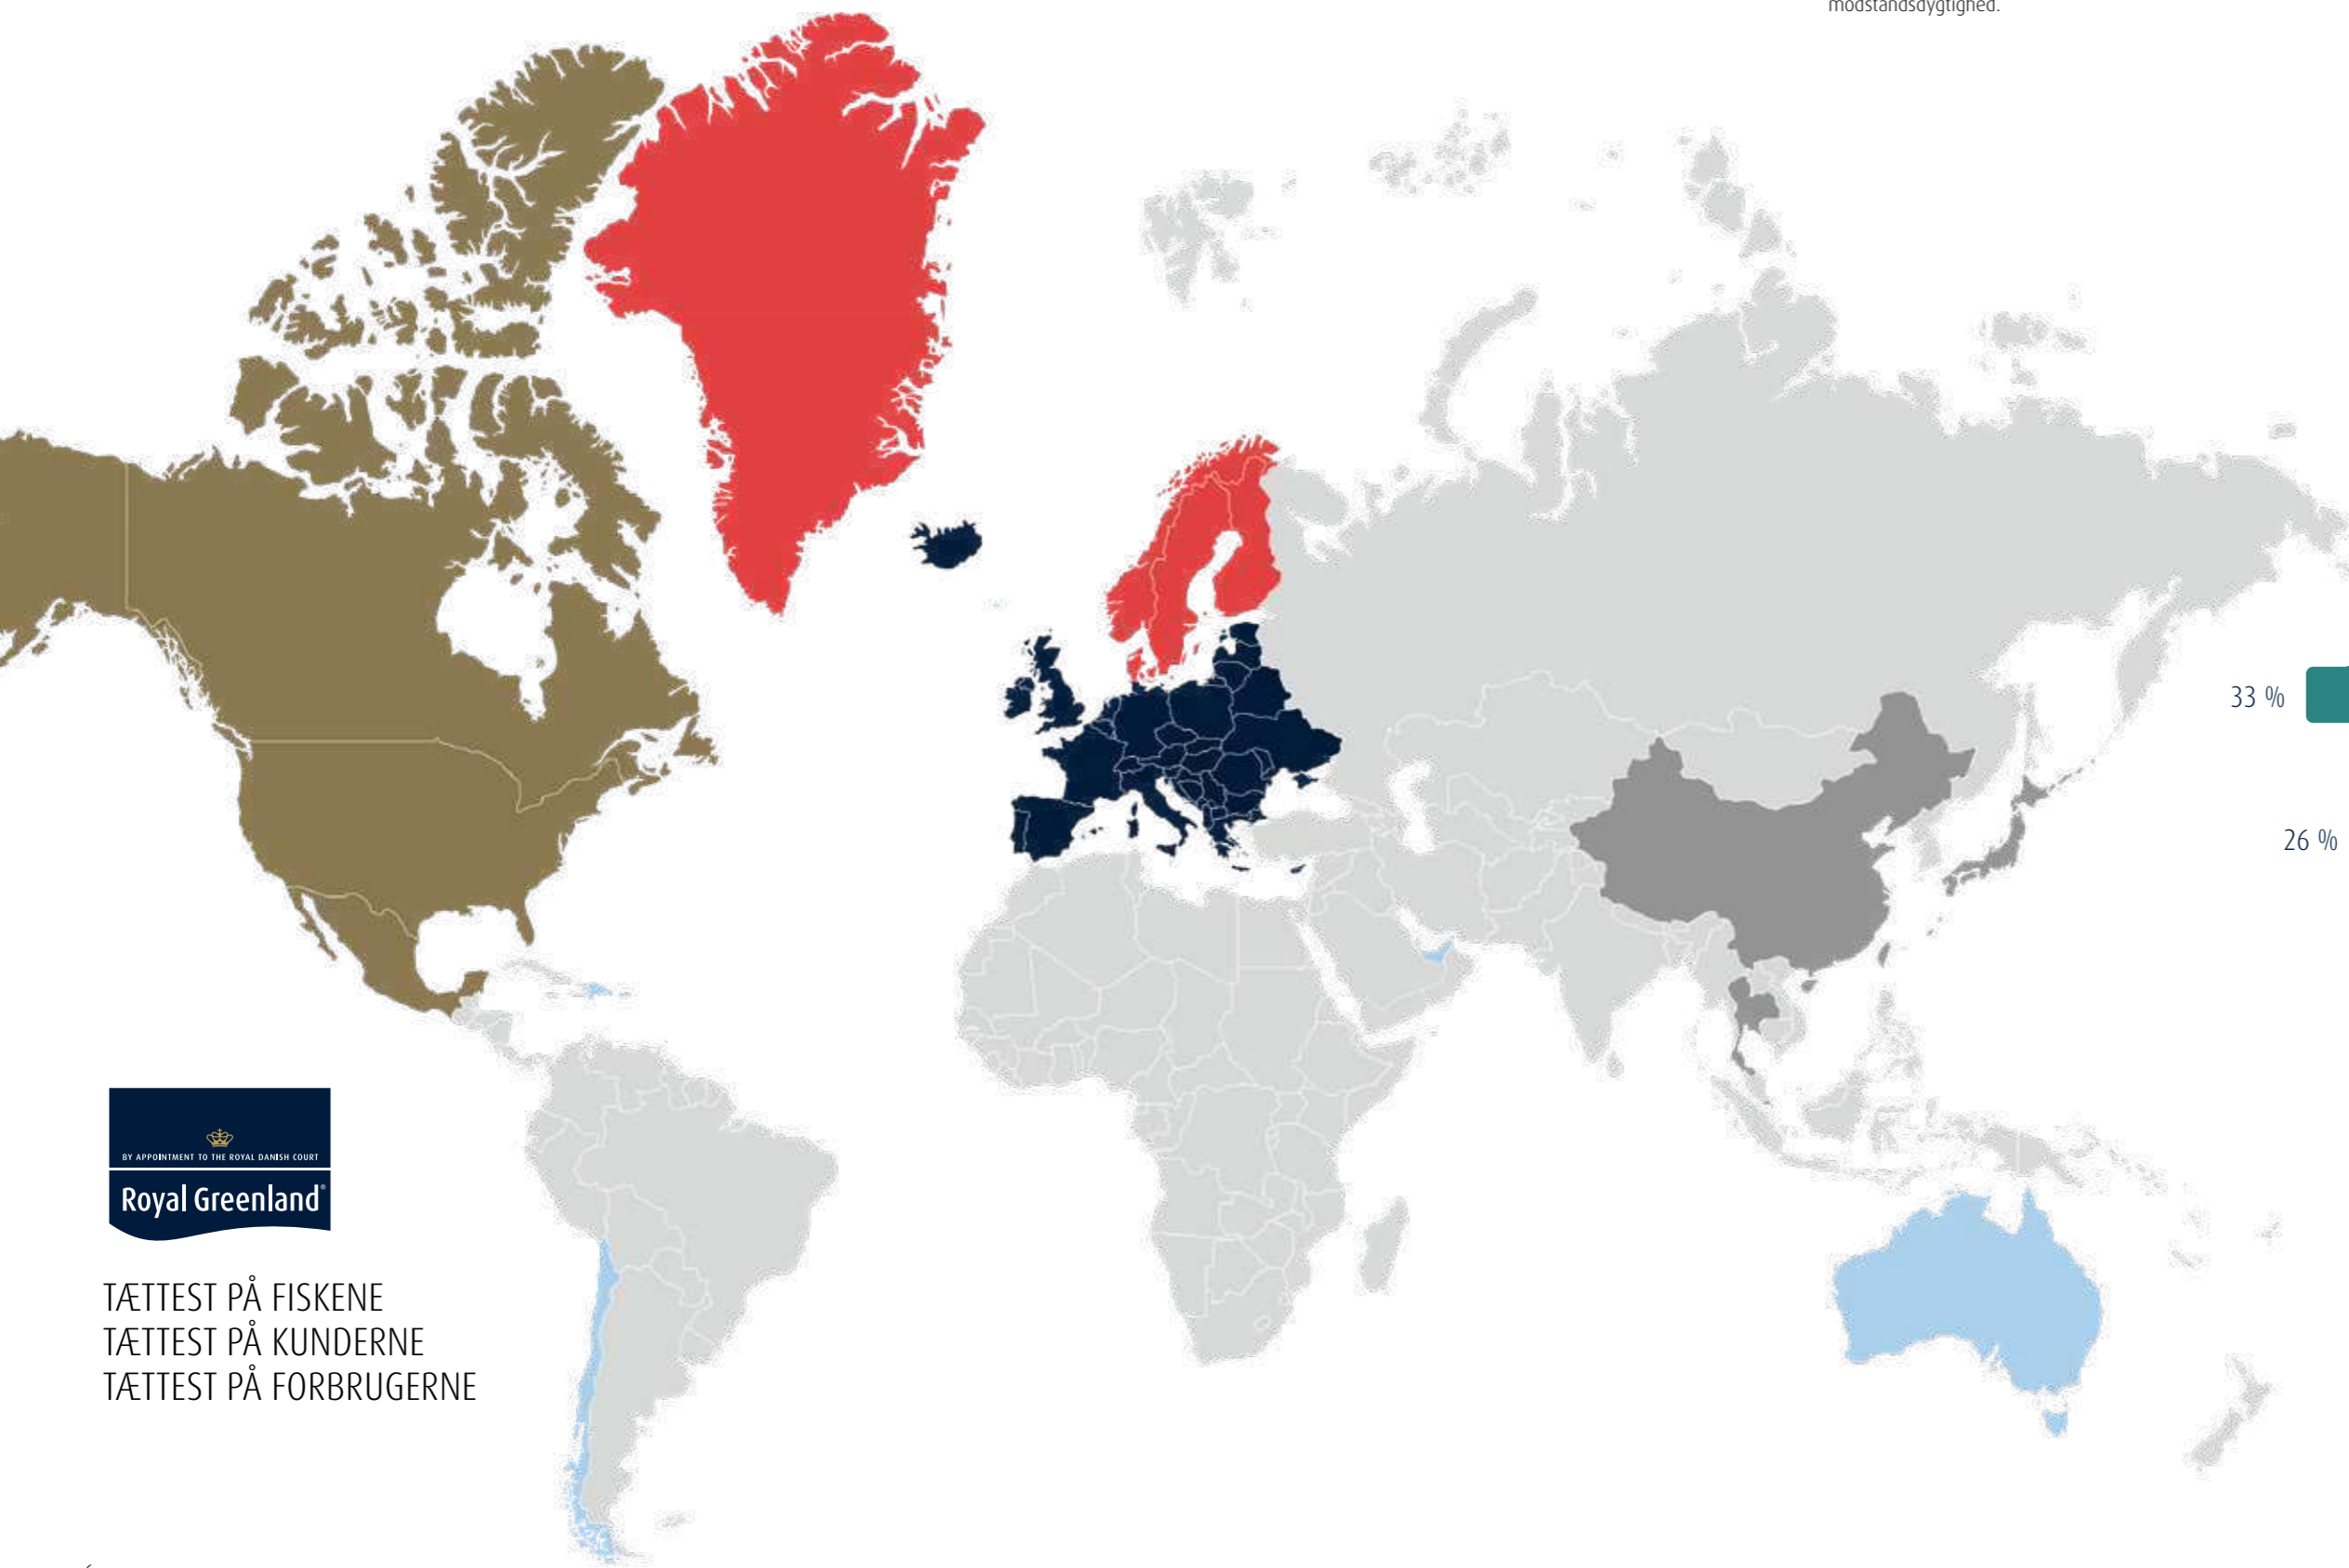 modstandsdygtighed.
33 %
26 %
BY APPOINTMENT TO THE ROYAL DANISH COURT
Royal Greenland®
TÆTTEST PÅ FISKENE
TÆTTEST PÅ KUNDERNE
TÆTTEST PÅ FORBRUGERNE